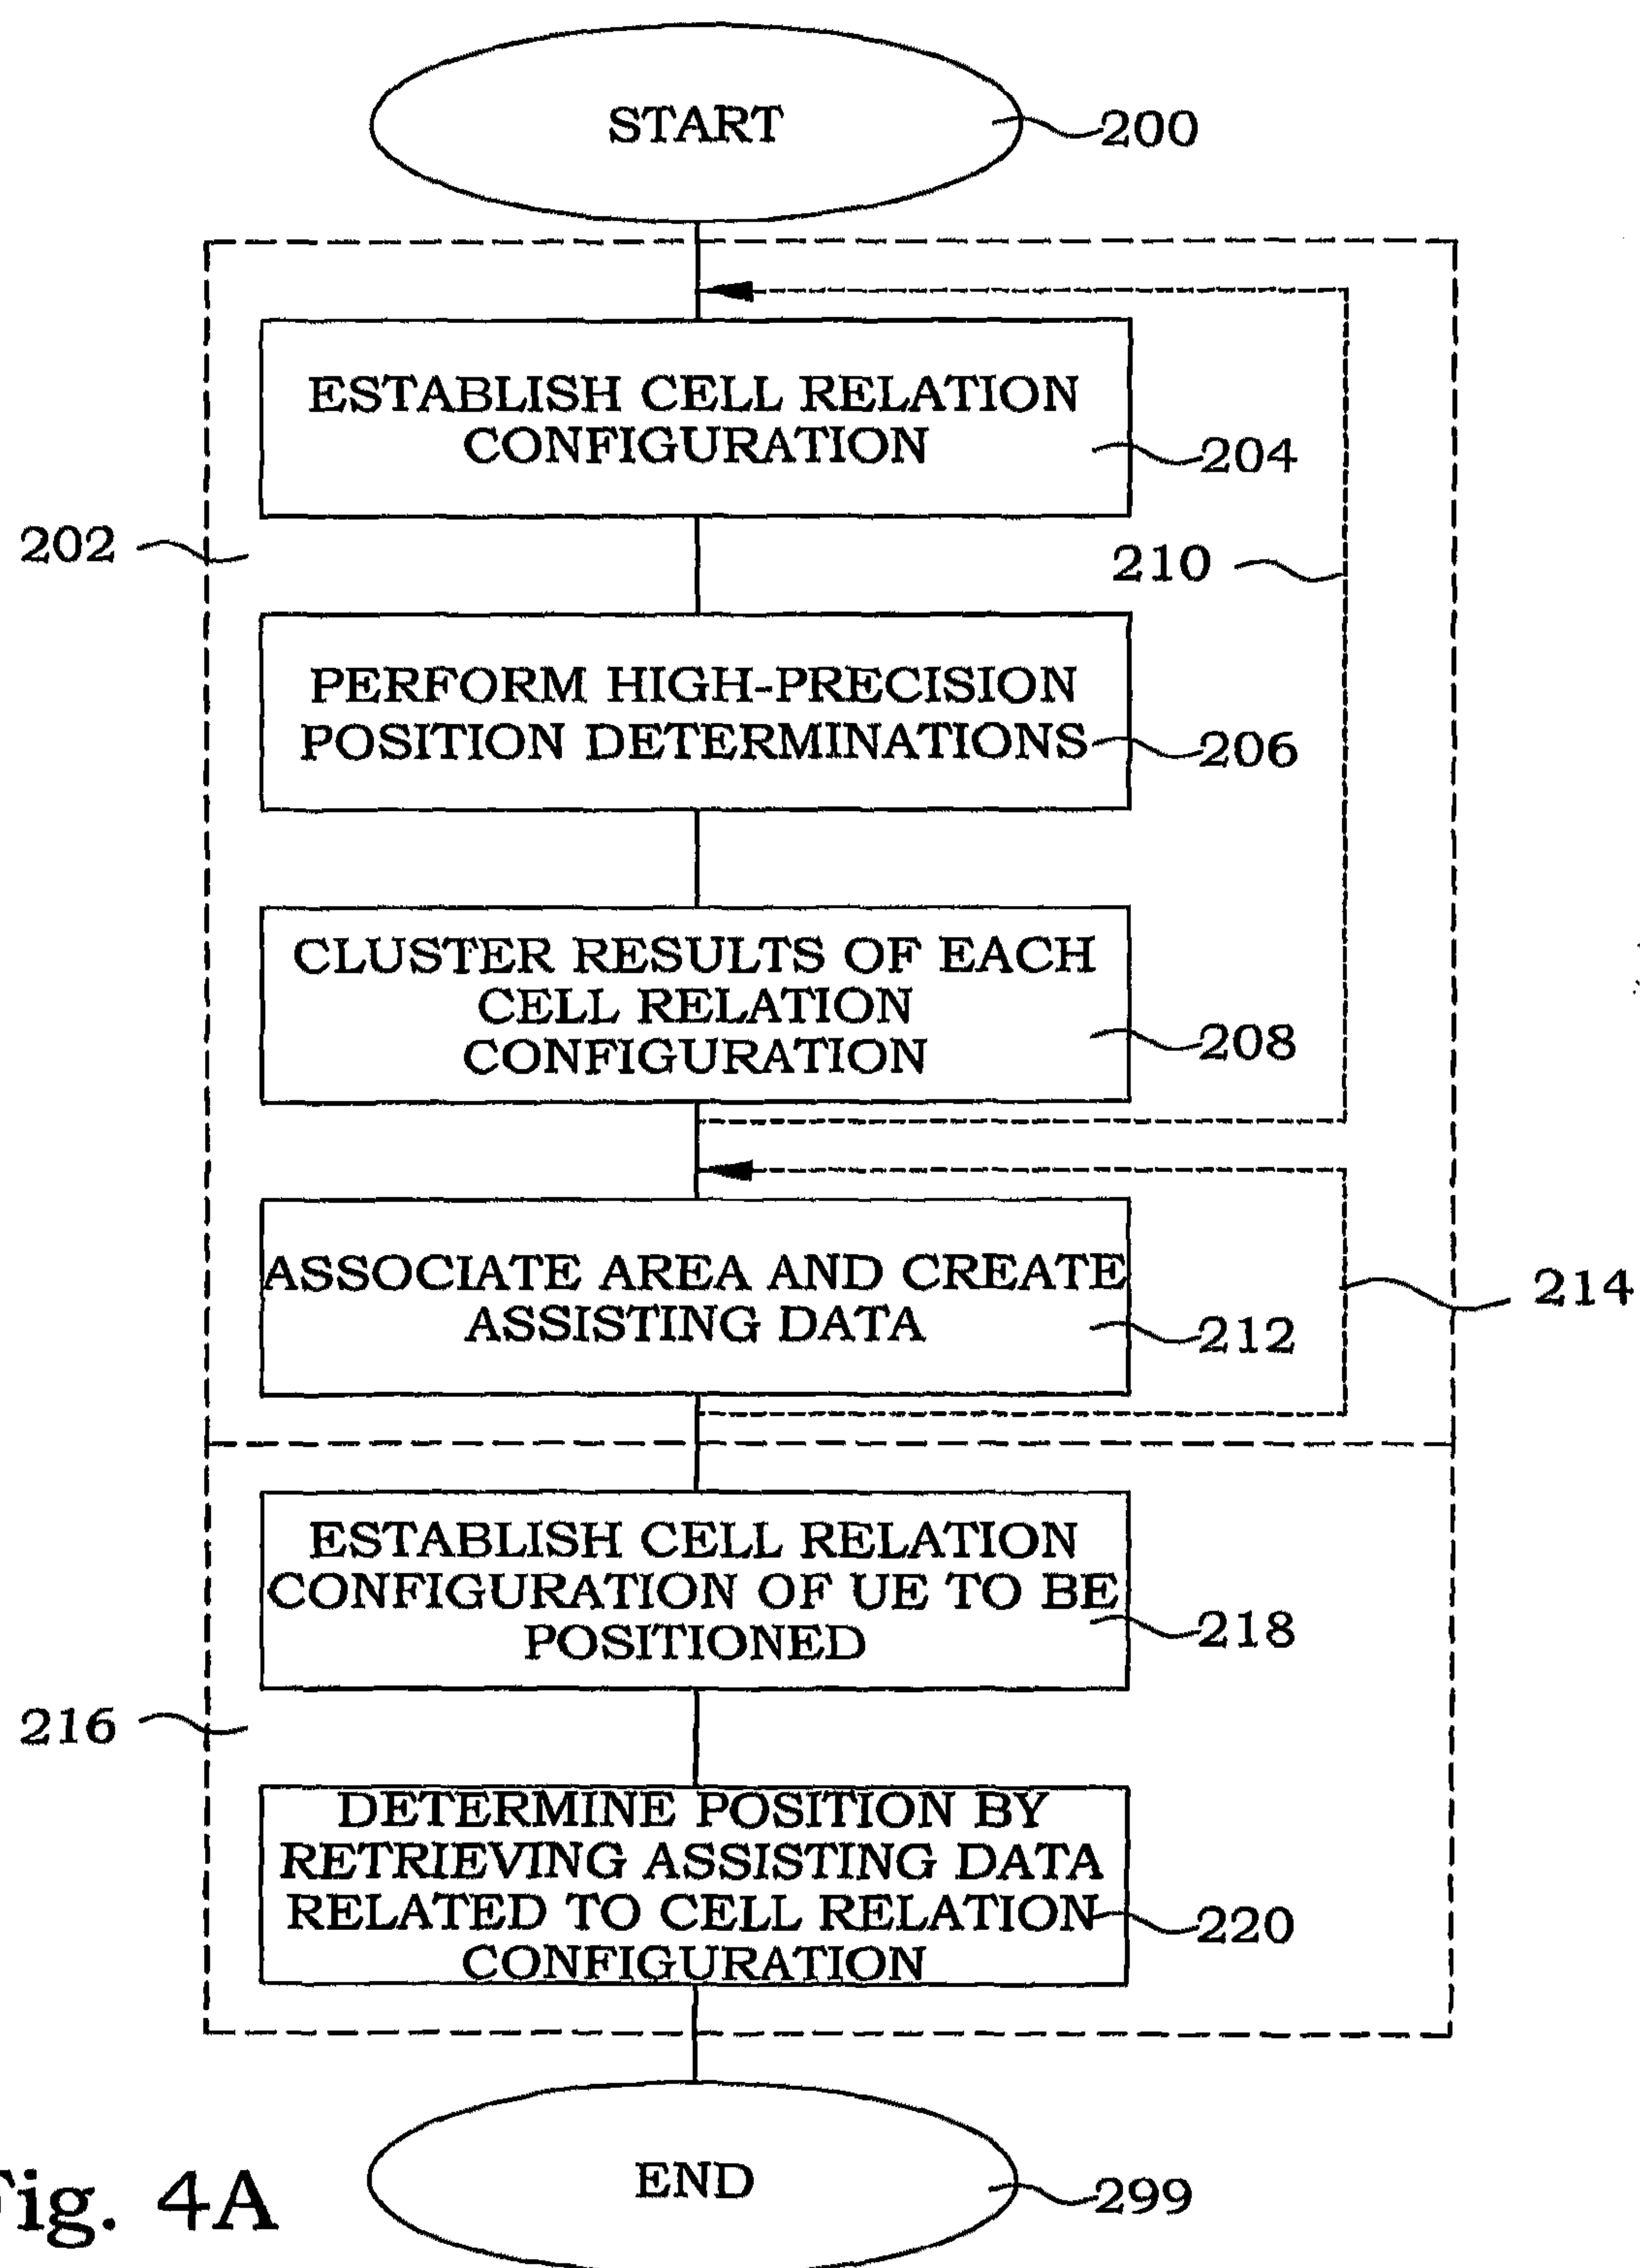 START
200
ESTABLISH CELL RELATION
CONFIGURATION
204
202
210
PERFORM HIGH-PRECISION
POSITION DETERMINATIONS
206
CLUSTER RESULTS OF EACH
CELL RELATION
CONFIGURATION
208
ASSOCIATE AREA AND CREATE
ASSISTING DATA
212
214
ESTABLISH CELL RELATION
CONFIGURATION OF UE TO BE
POSITIONED
218
216
DETERMINE POSITION BY
RETRIEVING ASSISTING DATA
RELATED TO CELL RELATION
CONFIGURATION
220
END
299
Fig. 4A